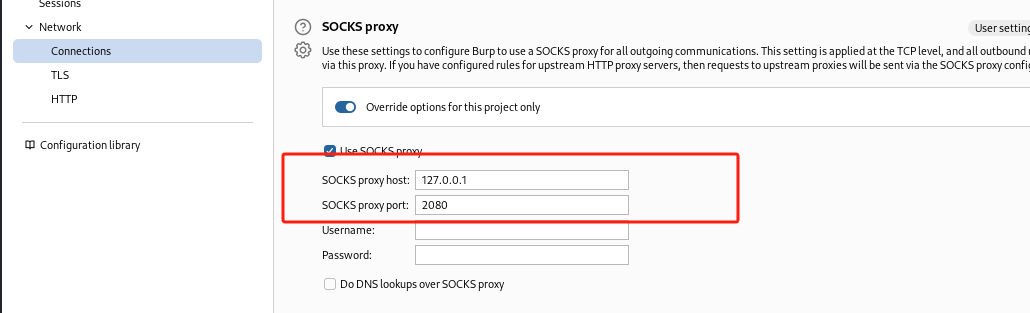 Sessions
Network
Connections
TLS
HTTP
Configuration library
SOCKS proxy
User setting
Use these settings to configure Burp to use a SOCKS proxy for all outgoing communications. This setting is applied at the TCP level, and all outbound
via this proxy. If you have configured rules for upstream HTTP proxy servers, then requests to upstream proxies will be sent via the SOCKS proxy
Override options for this project only
Use SOCKS proxy
SOCKS proxy host: 127.0.0.1
SOCKS proxy port: 2080
Username:
Password:
Do DNS lookups over SOCKS proxy